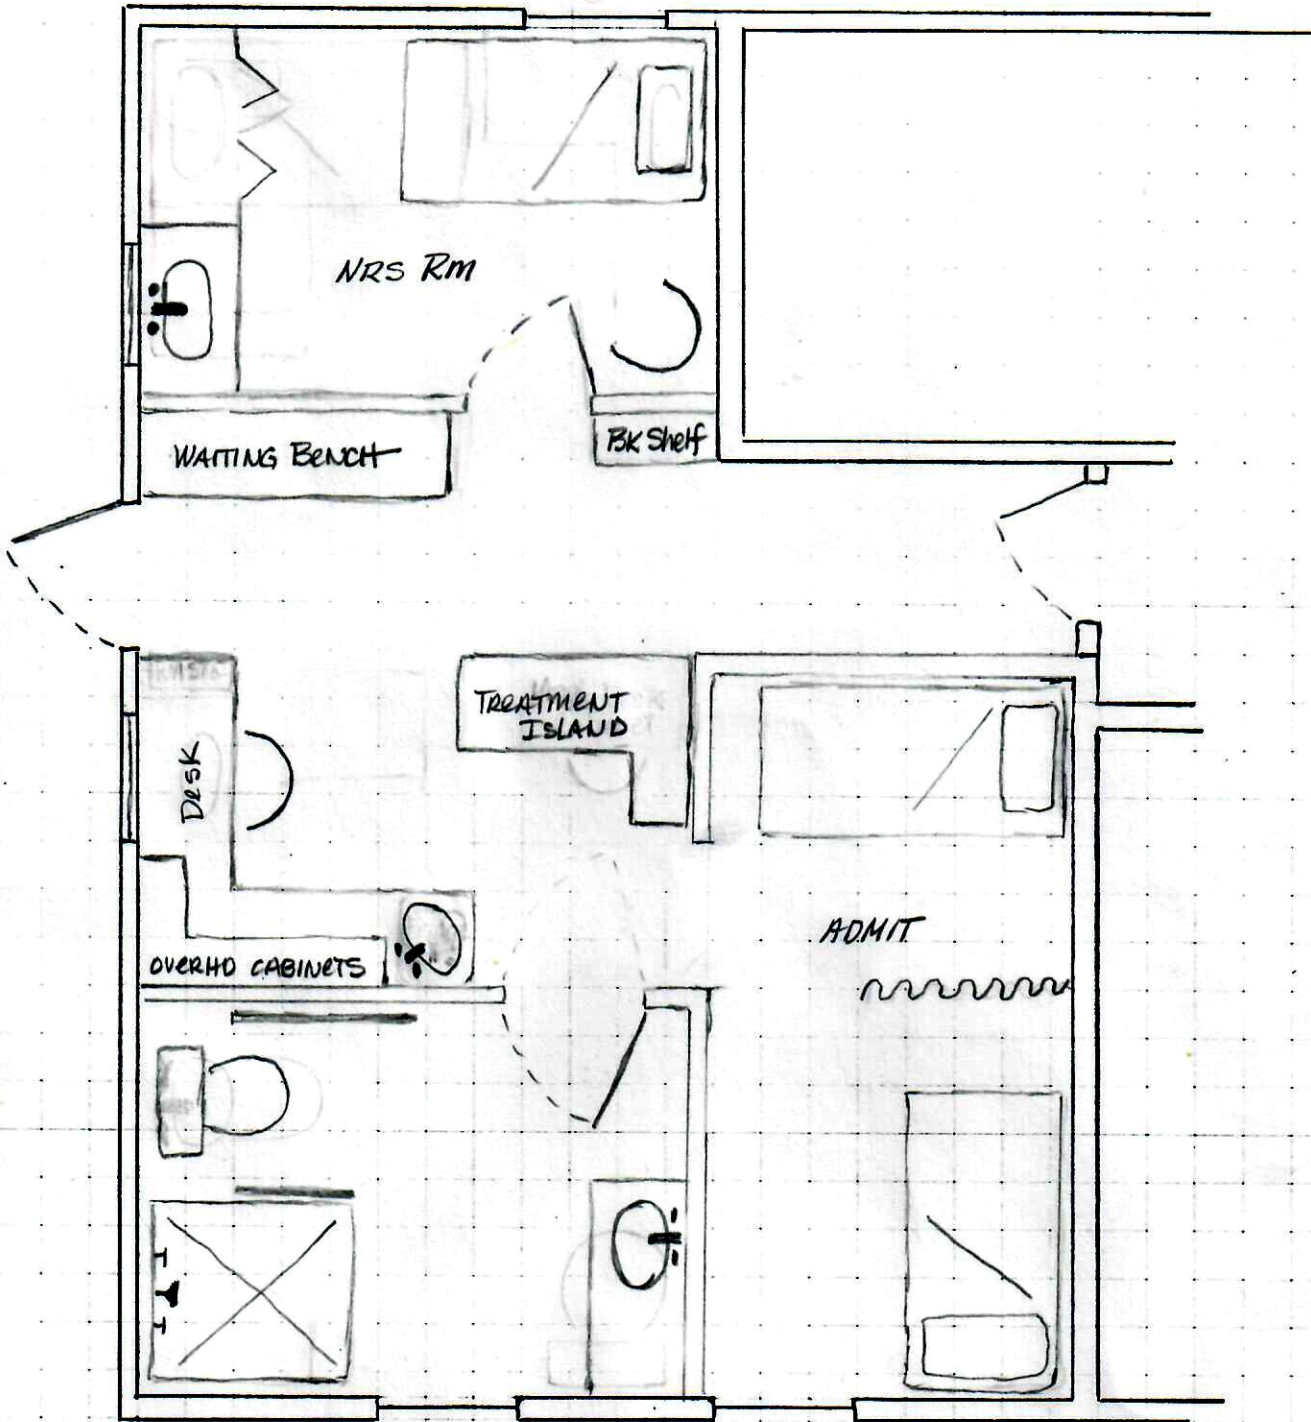 NRS Rm
WAITING BENCH
BK Shelf
TREATMENT
ISLAND
DESK
ADMIT
OVERHD CABINETS